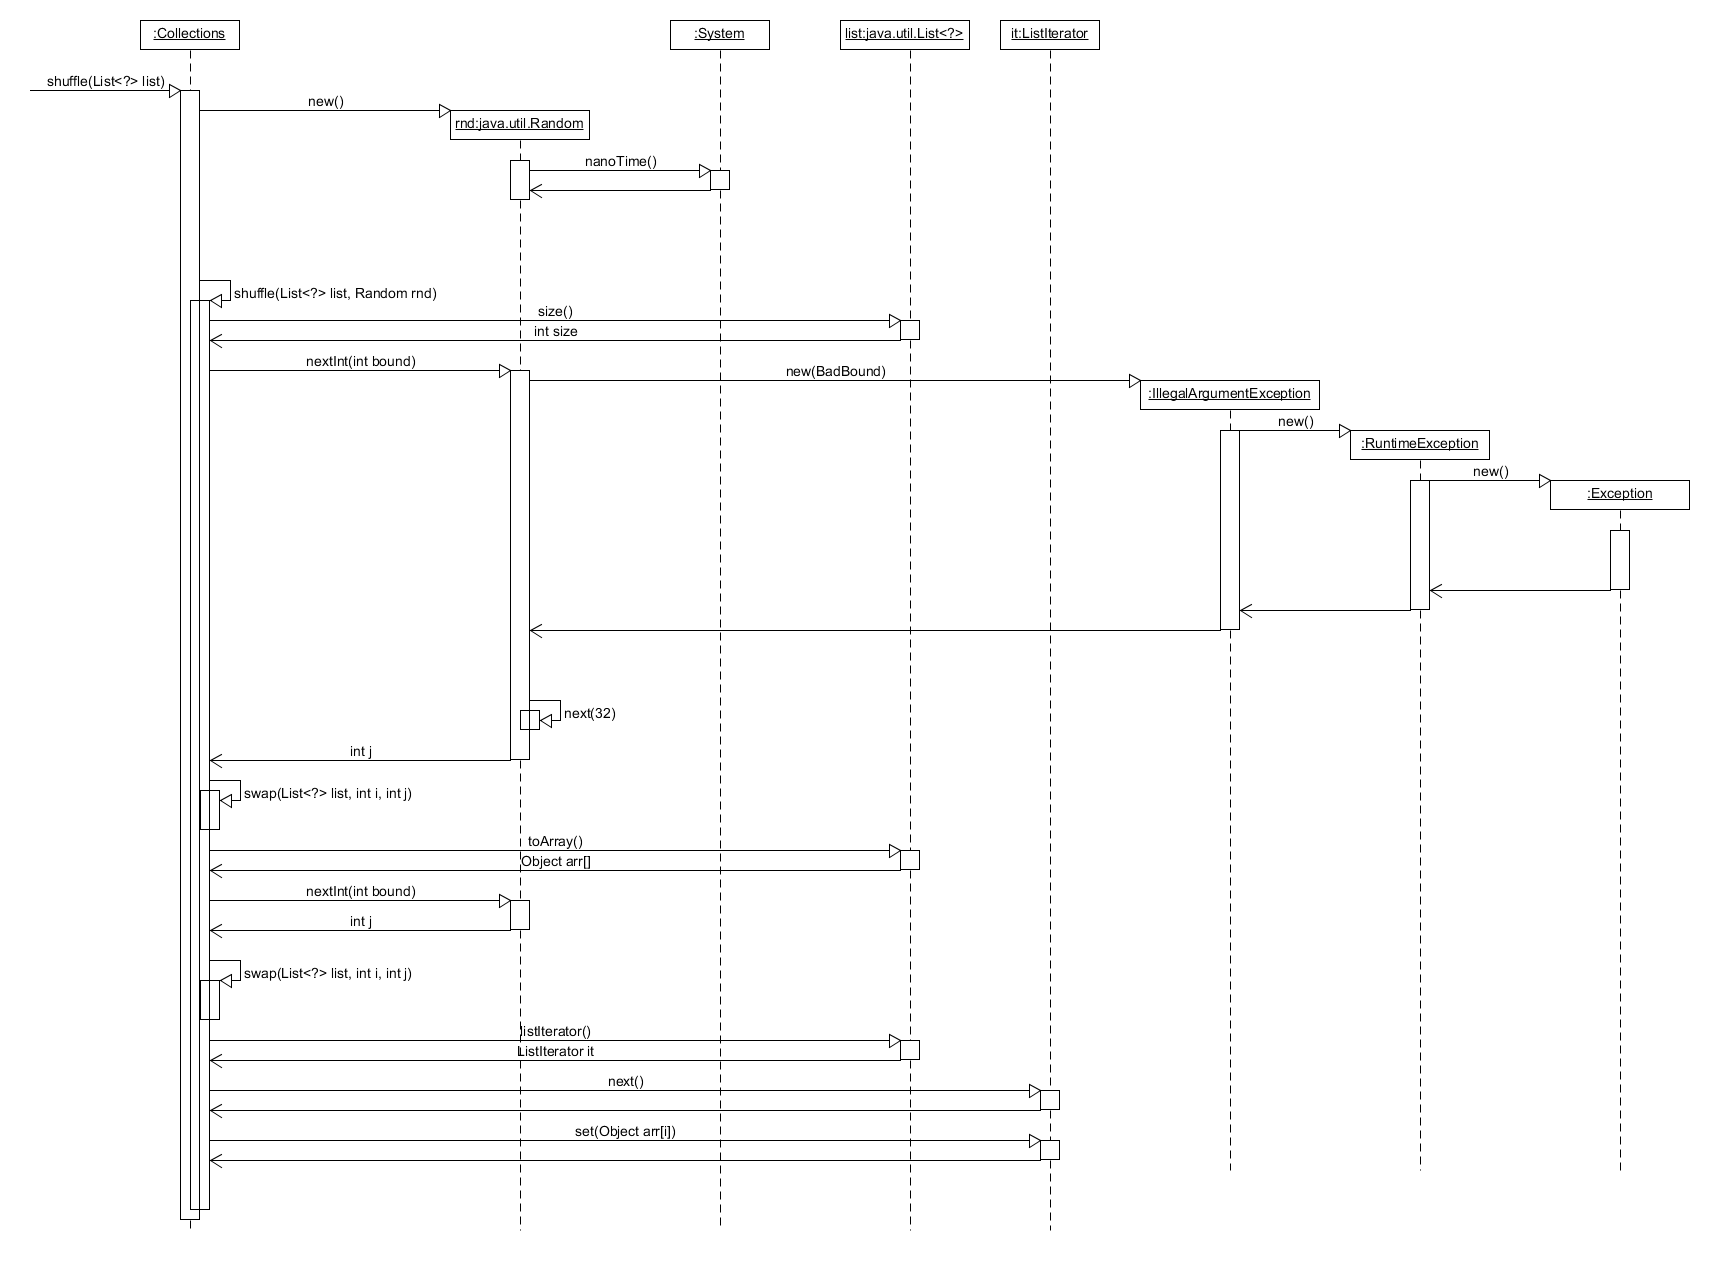 :Collections
:System
list:java.util.List<?>
it:ListIterator
shuffle(List<?> list)
new()
rnd:java.util.Random
nanoTime()
shuffle(List<?> list, Random rnd)
size()
int size
nextInt(int bound)
new(BadBound)
:IllegalArgumentException
new()
:RuntimeException
new()
:Exception
next(32)
int j
swap(List<?> list, int i, int j)
toArray()
Object arr[]
nextInt(int bound)
int j
swap(List<?> list, int i, int j)
listIterator()
ListIterator it
next()
set(Object arr[i])